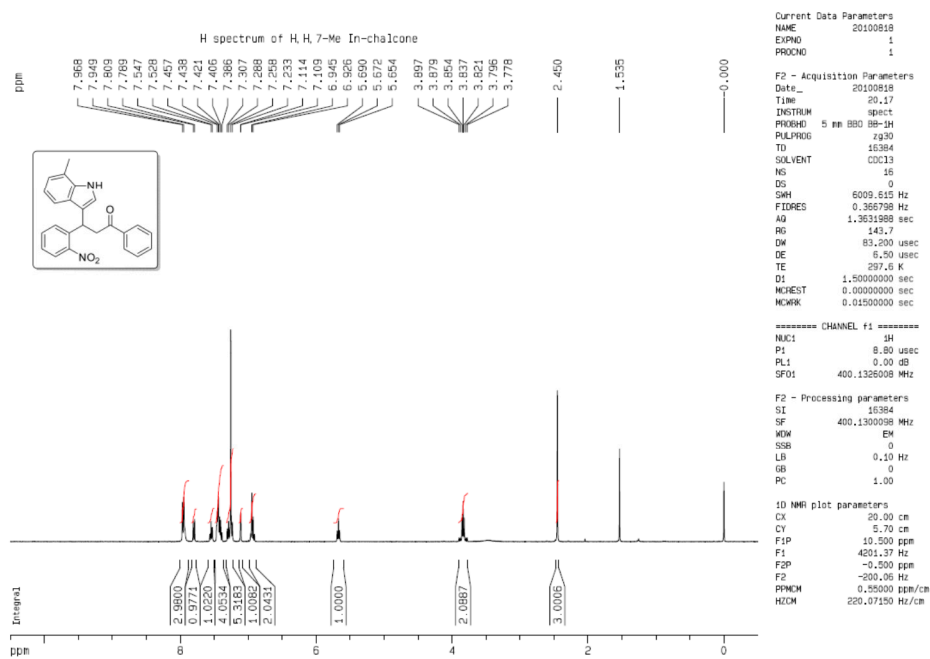 H spectrum of H, H, 7-Me In-chalcone
ppm
7.968
7.949
7.809
7.789
7.547
7.528
7.457
7.438
7.421
7.406
7.386
7.307
7.288
7.258
7.233
7.114
7.109
6.945
6.926
5.690
5.672
5.654
3.897
3.879
3.854
3.837
3.821
3.796
3.778
2.450
1.535
-0.000
NH
O
NO2
Integral
2.9800
0.9771
1.0220
4.0534
5.3183
1.0082
2.0431
1.0000
2.0887
3.0006
ppm
8
6
4
2
0
Current Data Parameters
NAME 20100818
EXPNO 1
PROCNO 1
F2 - Acquisition Parameters
Date_ 20100818
Time 20.17
INSTRUM spect
PROBHD 5 mm BBO BB-1H
PULPROG zg30
TD 16384
SOLVENT CDCl3
NS 16
DS 0
SWH 6009.615 Hz
FIDRES 0.366798 Hz
AQ 1.3631988 sec
RG 143.7
DW 83.200 usec
DE 6.50 usec
TE 297.6 K
D1 1.50000000 sec
MCREST 0.00000000 sec
MCWRK 0.01500000 sec
======== CHANNEL f1 ========
NUC1 1H
P1 8.80 usec
PL1 0.00 dB
SFO1 400.1326008 MHz
F2 - Processing parameters
SI 16384
SF 400.1300098 MHz
WDW EM
SSB 0
LB 0.10 Hz
GB 0
PC 1.00
1D NMR plot parameters
CX 20.00 cm
CY 5.70 cm
F1P 10.500 ppm
F1 4201.37 Hz
F2P -0.500 ppm
F2 -200.06 Hz
PPMCM 0.55000 ppm/cm
HZCM 220.07150 Hz/cm